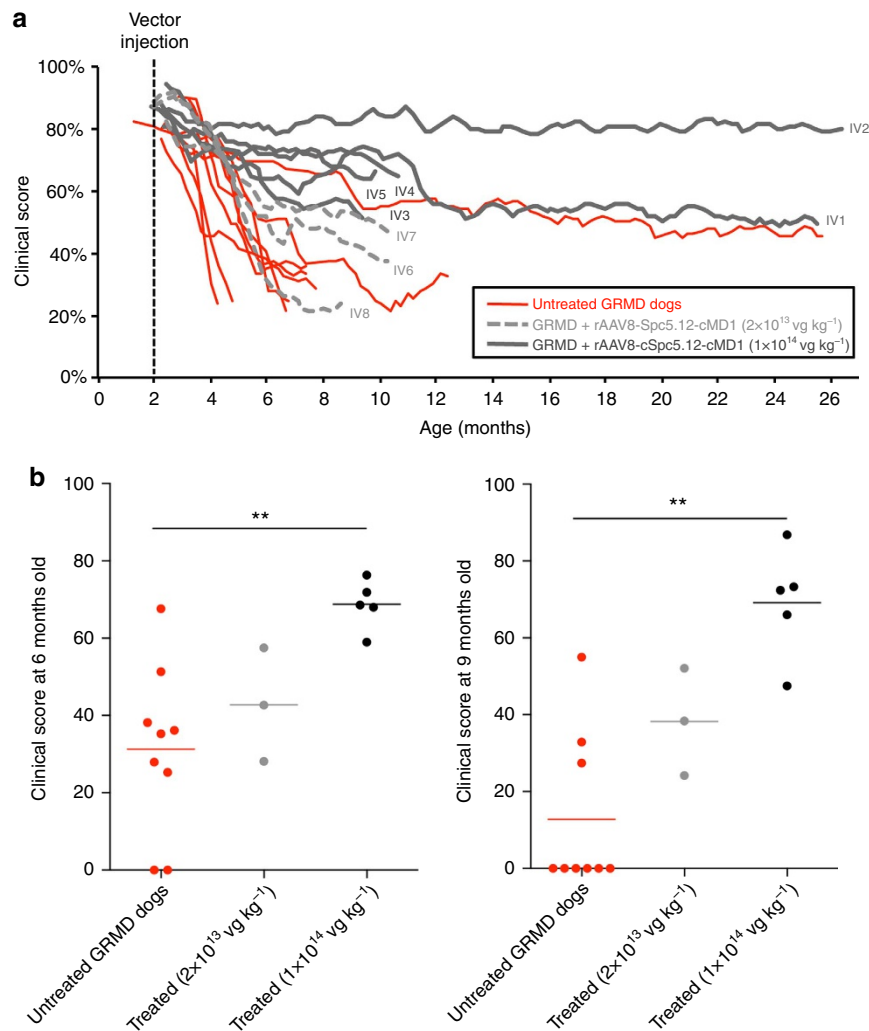 a
Vector
injection
100%
80%
60%
40%
20%
0%
Clinical score
IV2
IV5
IV4
IV3
IV1
IV7
IV6
IV8
Untreated GRMD dogs
GRMD + rAAV8-Spc5.12-cMD1 (2×10¹³ vg kg⁻¹)
GRMD + rAAV8-cSpc5.12-cMD1 (1×10¹⁴ vg kg⁻¹)
0 2 4 6 8 10 12 14 16 18 20 22 24 26
Age (months)
b
100
80
60
40
20
0
Clinical score at 6 months old
**
Untreated GRMD dogs
Treated (2×10¹³ vg kg⁻¹)
Treated (1×10¹⁴ vg kg⁻¹)
100
80
60
40
20
0
Clinical score at 9 months old
**
Untreated GRMD dogs
Treated (2×10¹³ vg kg⁻¹)
Treated (1×10¹⁴ vg kg⁻¹)